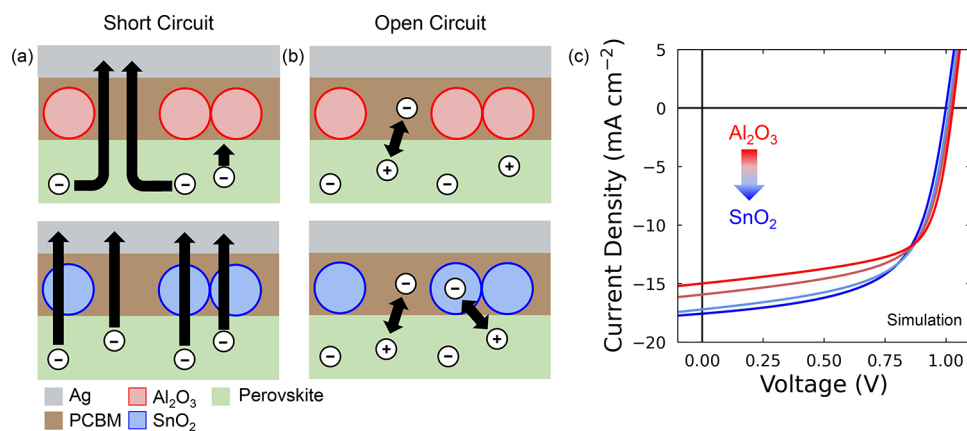 Short Circuit
Open Circuit
(a)
(b)
(c)
− − −
− + − +
− − − −
− − + − − +
Ag
Al₂O₃
Perovskite
PCBM
SnO₂
Current Density (mA cm⁻²)
5
0
−5
−10
−15
−20
Al₂O₃
SnO₂
Simulation
0.00 0.25 0.50 0.75 1.00
Voltage (V)